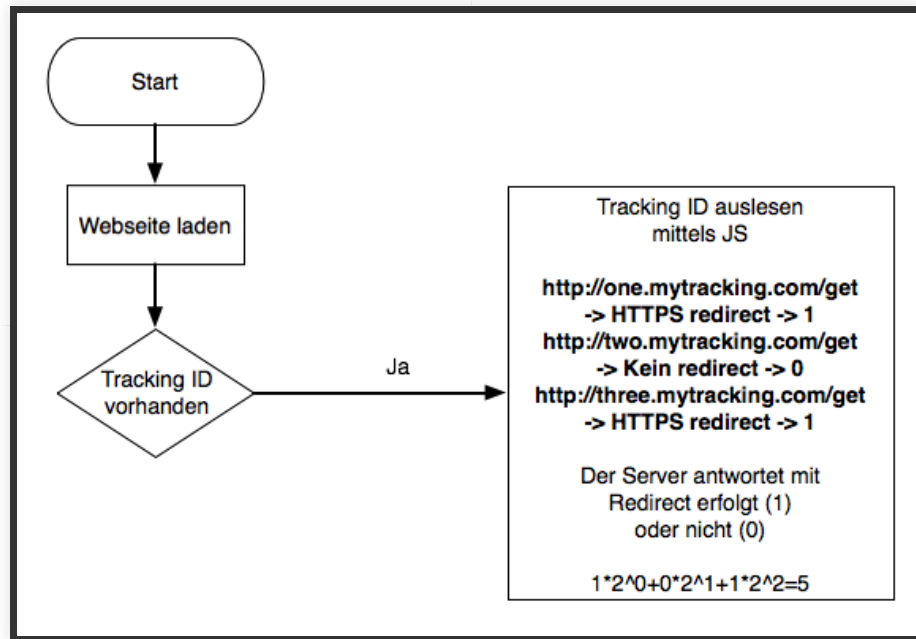 Start
Webseite laden
Tracking ID
vorhanden
Ja
Tracking ID auslesen
mittels JS
http://one.mytracking.com/get
-> HTTPS redirect -> 1
http://two.mytracking.com/get
-> Kein redirect -> 0
http://three.mytracking.com/get
-> HTTPS redirect -> 1
Der Server antwortet mit
Redirect erfolgt (1)
oder nicht (0)
1*2^0+0*2^1+1*2^2=5